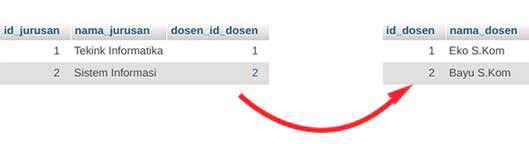 id_jurusan nama_jurusan dosen_id_dosen
1 Tekink Informatika 1
2 Sistem Informasi 2
id_dosen nama_dosen
1 Eko S.Kom
2 Bayu S.Kom